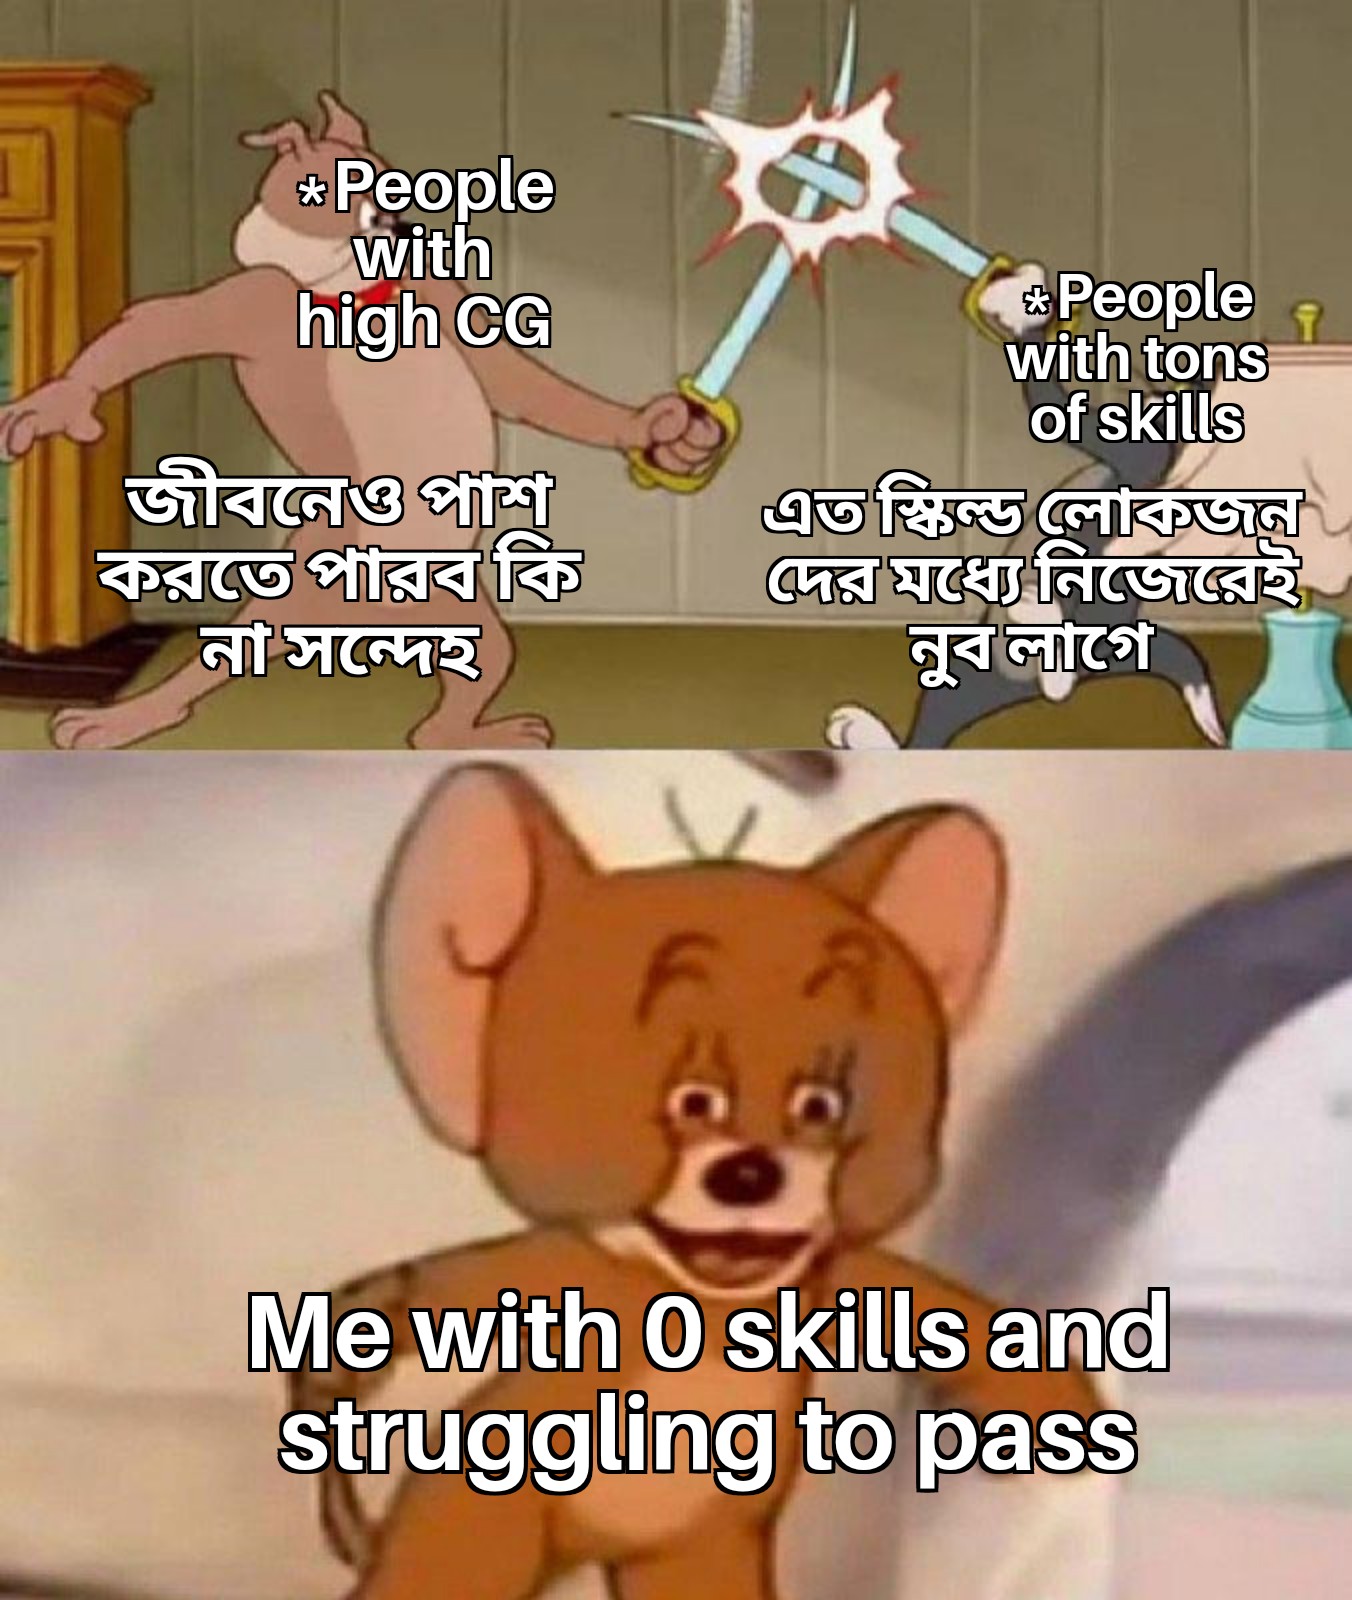 *People
with
high CG
*People
with tons
of skills
জীবনেও পাশ
করতে পারব কি
না সন্দেহ
এত স্কিল্ড লোকজন
দের মধ্যে নিজেরেই
নুব লাগে
Me with 0 skills and
struggling to pass